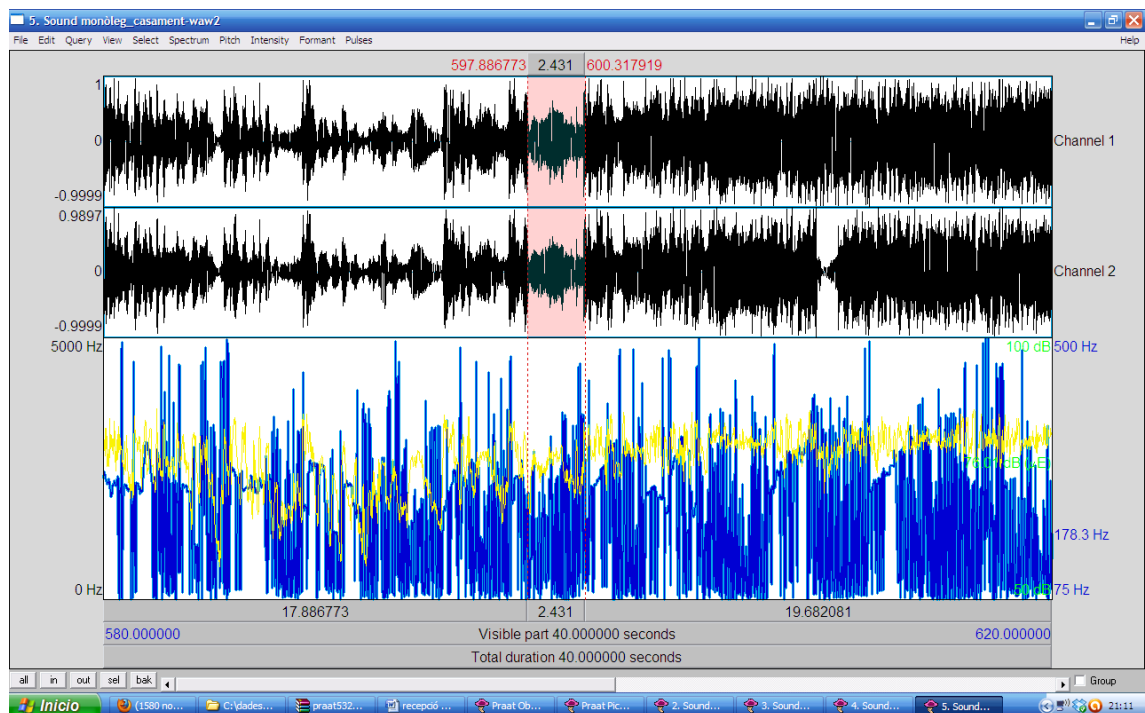 5. Sound monòleg_casament-waw2
File Edit Query View Select Spectrum Pitch Intensity Formant Pulses Help
597.886773 2.431 600.317919
1
0
-0.9999
Channel 1
0.9897
0
-0.9999
Channel 2
5000 Hz
100 dB 500 Hz
178.3 Hz
0 Hz
75 Hz
17.886773 2.431 19.682081
580.000000 Visible part 40.000000 seconds 620.000000
Total duration 40.000000 seconds
all in out sel bak Group
Inicio (1580 no... C:\dades... praat532... recepció ... Praat Ob... Praat Pic... 2. Sound... 3. Sound... 4. Sound... 5. Sound... 21:11